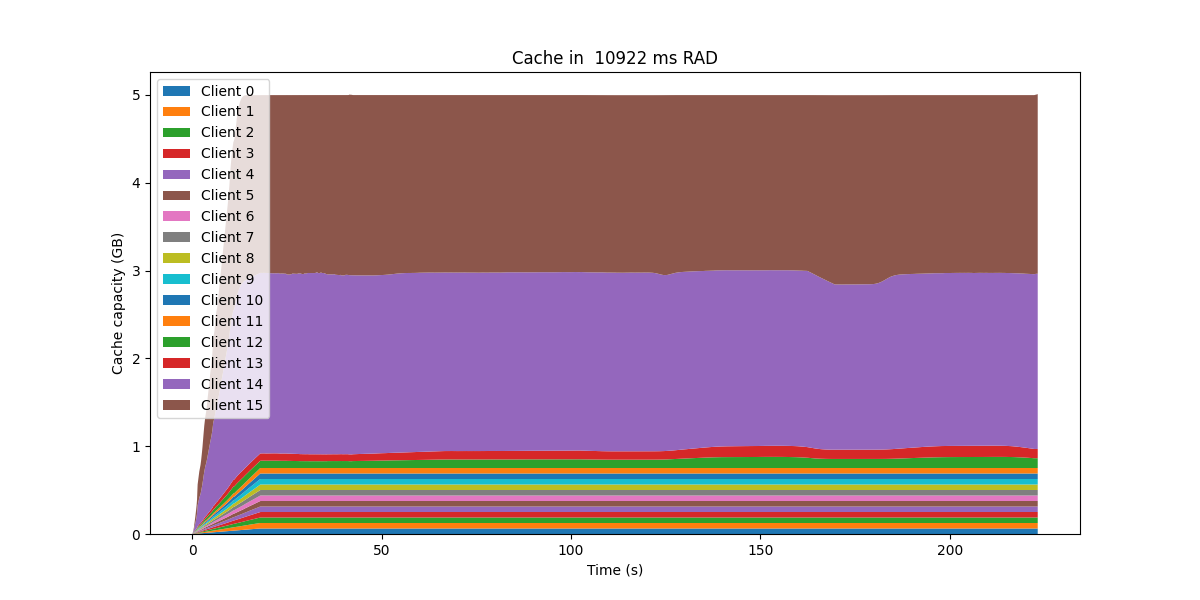 Cache in  10922 ms RAD
Cache capacity (GB)
5
4
3
2
1
0
Client 0
Client 1
Client 2
Client 3
Client 4
Client 5
Client 6
Client 7
Client 8
Client 9
Client 10
Client 11
Client 12
Client 13
Client 14
Client 15
0 50 100 150 200
Time (s)